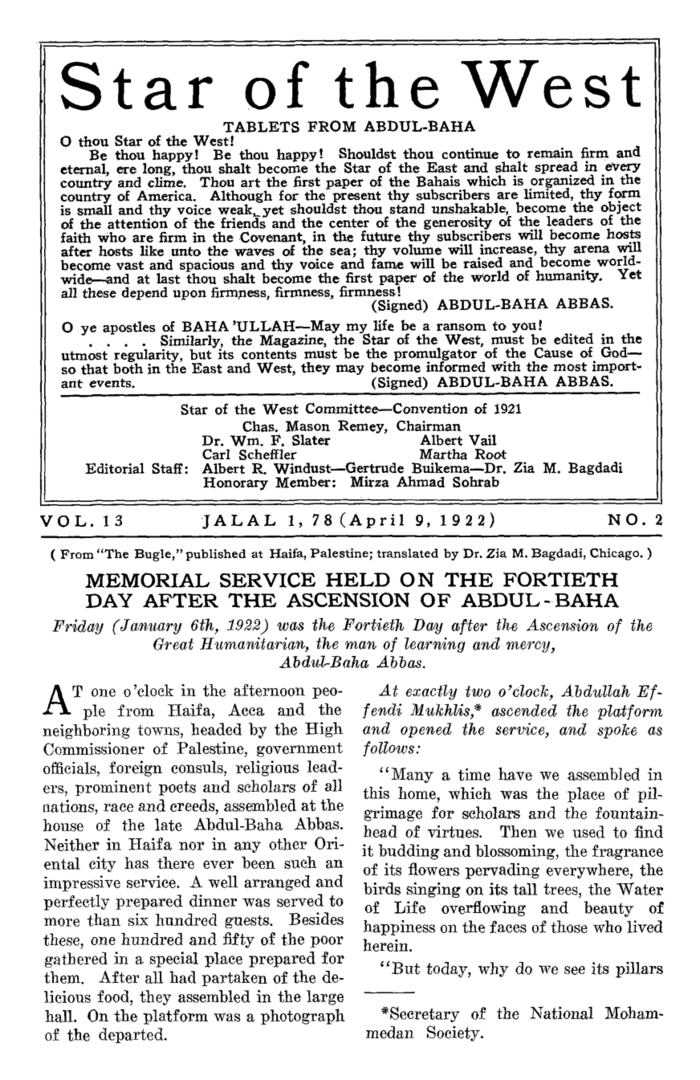 Star of the West
TABLETS FROM ABDUL-BAHA
O thou Star of the West!
Be thou happy! Be thou happy! Shouldst thou continue to remain firm and
eternal, ere long, thou shalt become the Star of the East and shalt spread in every
country and clime. Thou art the first paper of the Bahais which is organized in the
country of America. Although for the present thy subscribers are limited, thy form
is small and thy voice weak, yet shouldst thou stand unshakable, become the object
of the attention of the friends and the center of the generosity of the leaders of the
faith who are firm in the Covenant, in the future thy subscribers will become hosts
after hosts like unto the waves of the sea; thy volume will increase, thy arena will
become vast and spacious and thy voice and fame will be raised and become world-
wide—and at last thou shalt become the first paper of the world of humanity. Yet
all these depend upon firmness, firmness, firmness!
(Signed) ABDUL-BAHA ABBAS.
O ye apostles of BAHA 'ULLAH—May my life be a ransom to you!
. . . . Similarly, the Magazine, the Star of the West, must be edited in the
utmost regularity, but its contents must be the promulgator of the Cause of God—
so that both in the East and West, they may become informed with the most import-
ant events. (Signed) ABDUL-BAHA ABBAS.
Star of the West Committee—Convention of 1921
Chas. Mason Remey, Chairman
Dr. Wm. F. Slater Albert Vail
Carl Scheffler Martha Root
Editorial Staff: Albert R. Windust—Gertrude Buikema—Dr. Zia M. Bagdadi
Honorary Member: Mirza Ahmad Sohrab
VOL. 13 JALAL 1, 78 (April 9, 1922) NO. 2
( From "The Bugle," published at Haifa, Palestine; translated by Dr. Zia M. Bagdadi, Chicago. )
MEMORIAL SERVICE HELD ON THE FORTIETH
DAY AFTER THE ASCENSION OF ABDUL-BAHA
Friday (January 6th, 1922) was the Fortieth Day after the Ascension of the
Great Humanitarian, the man of learning and mercy,
Abdul-Baha Abbas.
AT one o'clock in the afternoon peo-
ple from Haifa, Acca and the
neighboring towns, headed by the High
Commissioner of Palestine, government
officials, foreign consuls, religious lead-
ers, prominent poets and scholars of all
nations, race and creeds, assembled at the
house of the late Abdul-Baha Abbas.
Neither in Haifa nor in any other Ori-
ental city has there ever been such an
impressive service. A well arranged and
perfectly prepared dinner was served to
more than six hundred guests. Besides
these, one hundred and fifty of the poor
gathered in a special place prepared for
them. After all had partaken of the de-
licious food, they assembled in the large
hall. On the platform was a photograph
of the departed.
At exactly two o'clock, Abdullah Ef-
fendi Mukhlis,* ascended the platform
and opened the service, and spoke as
follows:
"Many a time have we assembled in
this home, which was the place of pil-
grimage for scholars and the fountain-
head of virtues. Then we used to find
it budding and blossoming, the fragrance
of its flowers pervading everywhere, the
birds singing on its tall trees, the Water
of Life overflowing and beauty of
happiness on the faces of those who lived
herein.
"But today, why do we see its pillars
*Secretary of the National Moham-
medan Society.